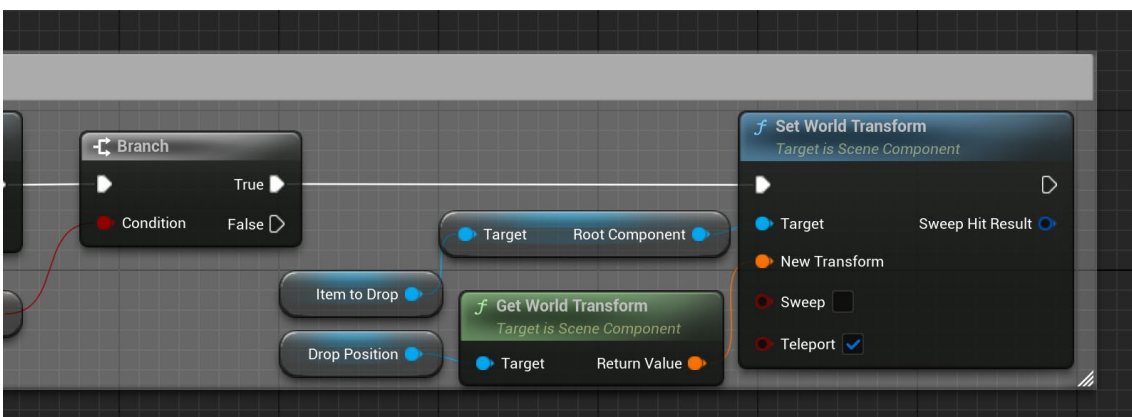 Branch
True
Condition
False
Item to Drop
Drop Position
Target Root Component
f Get World Transform
Target is Scene Component
Target Return Value
f Set World Transform
Target is Scene Component
Target Sweep Hit Result
New Transform
Sweep
Teleport